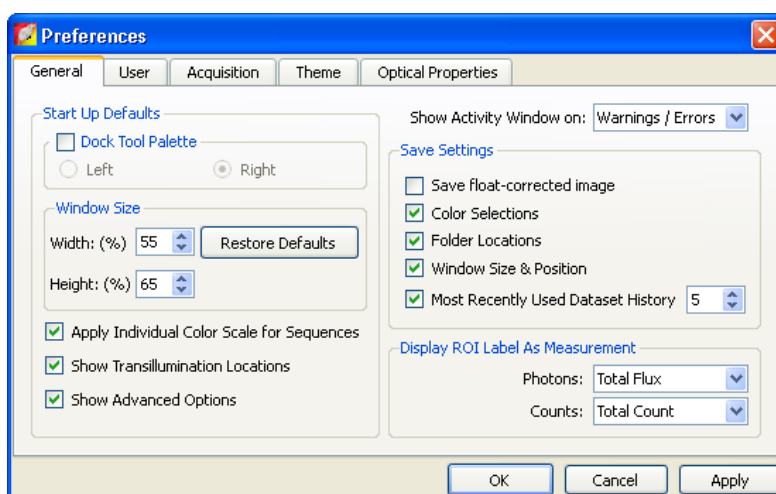 Preferences
General User Acquisition Theme Optical Properties
Start Up Defaults
Dock Tool Palette
Left Right
Window Size
Width: (%) 55 Restore Defaults
Height: (%) 65
Apply Individual Color Scale for Sequences
Show Transillumination Locations
Show Advanced Options
Show Activity Window on: Warnings / Errors
Save Settings
Save float-corrected image
Color Selections
Folder Locations
Window Size & Position
Most Recently Used Dataset History 5
Display ROI Label As Measurement
Photons: Total Flux
Counts: Total Count
OK Cancel Apply